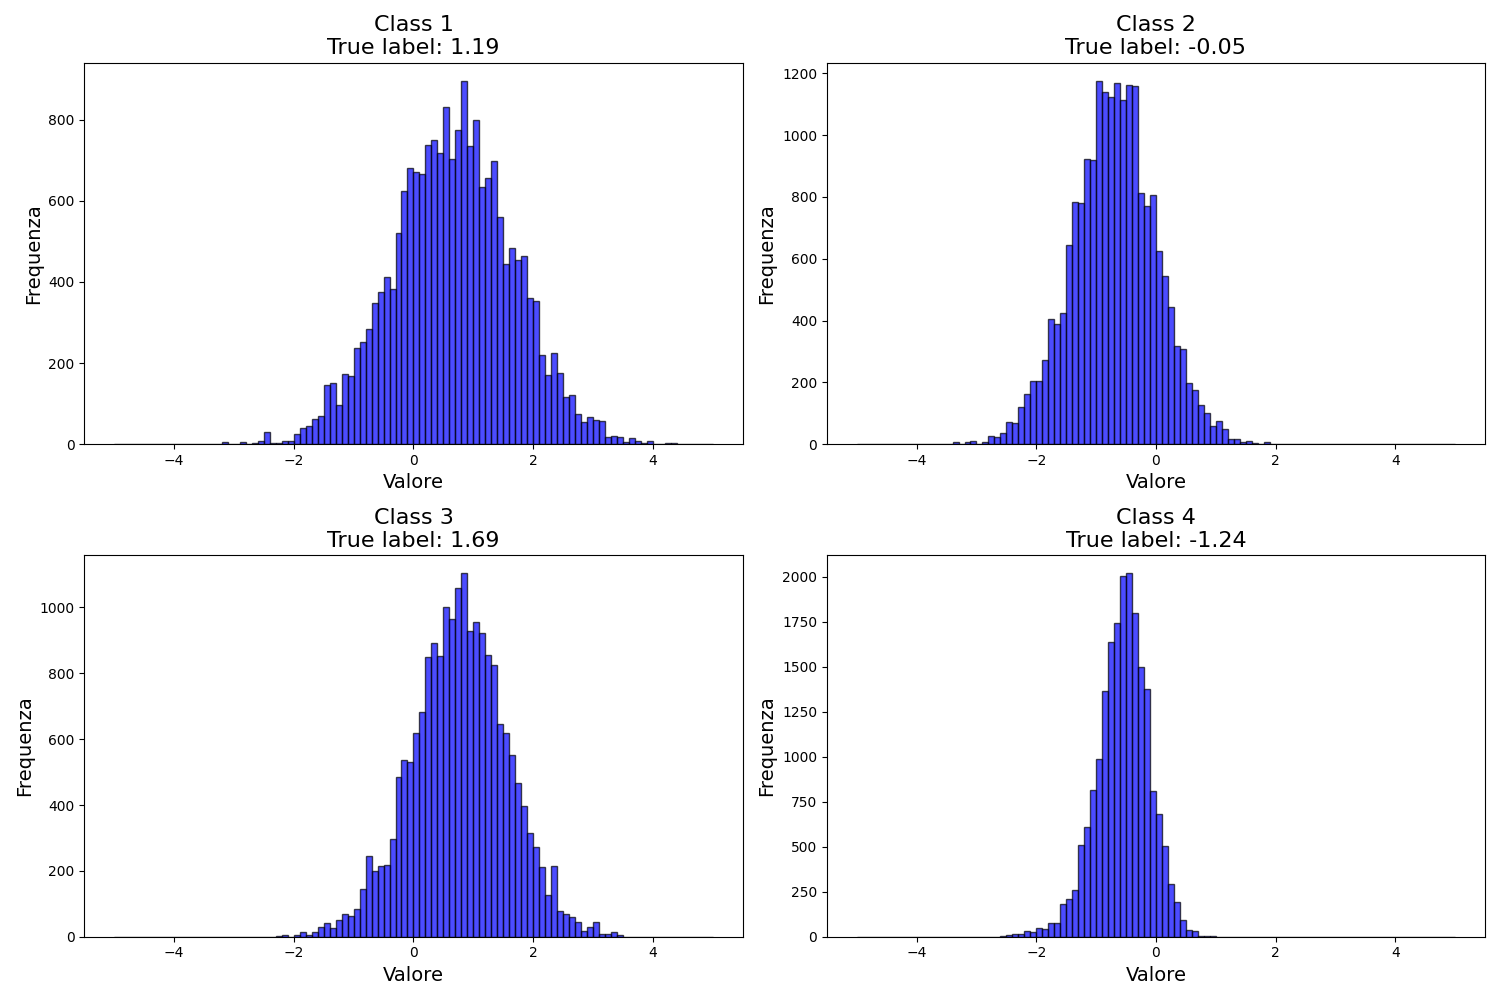 Class 1
True label: 1.19
Frequenza
800
600
400
200
0
−4 −2 0 2 4
Valore
Class 2
True label: -0.05
Frequenza
1200
1000
800
600
400
200
0
−4 −2 0 2 4
Valore
Class 3
True label: 1.69
Frequenza
1000
800
600
400
200
0
−4 −2 0 2 4
Valore
Class 4
True label: -1.24
Frequenza
2000
1750
1500
1250
1000
750
500
250
0
−4 −2 0 2 4
Valore